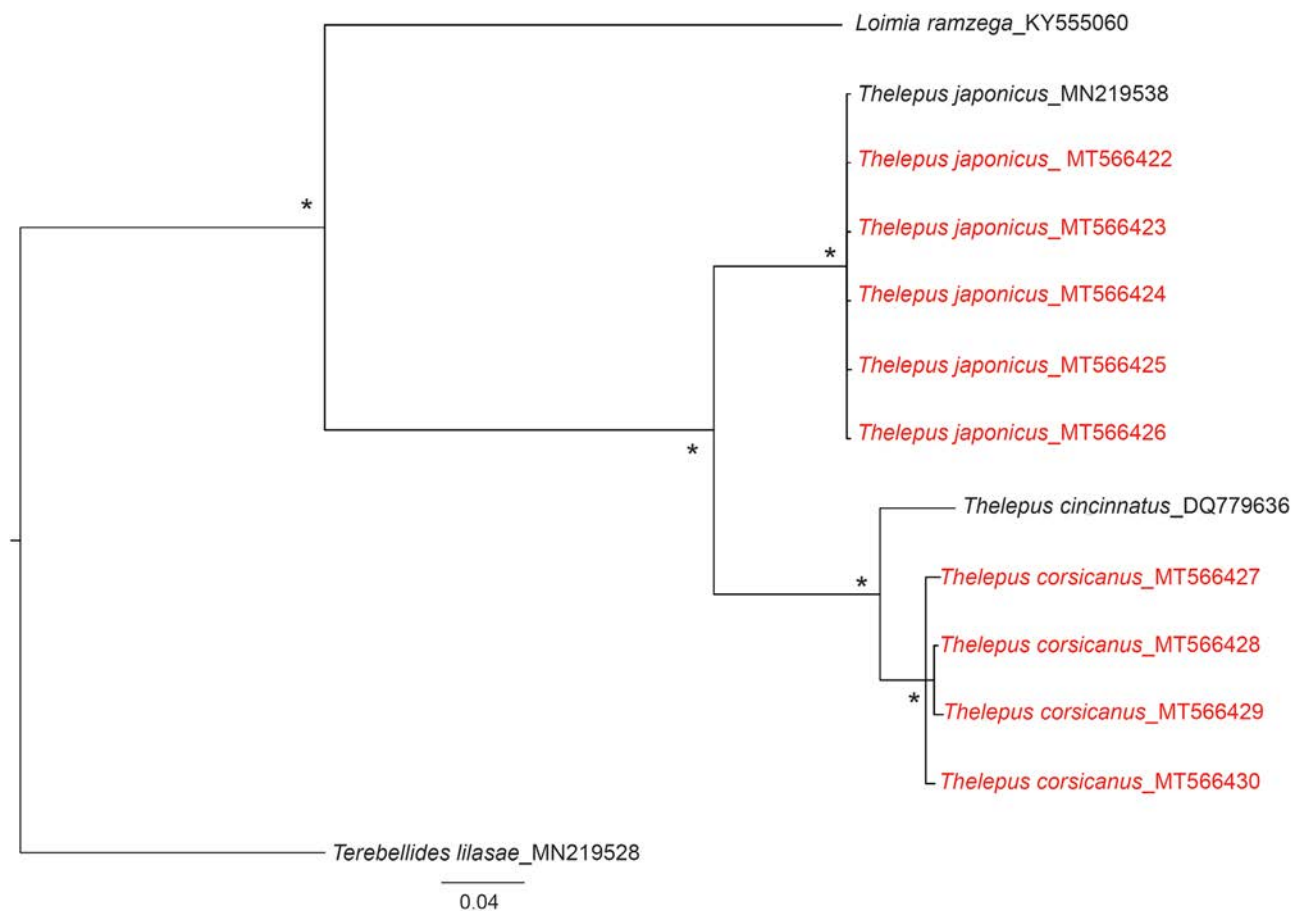 Loimia ramzega_KY555060
Thelepus japonicus_MN219538
Thelepus japonicus_ MT566422
Thelepus japonicus_MT566423
Thelepus japonicus_MT566424
Thelepus japonicus_MT566425
Thelepus japonicus_MT566426
Thelepus cincinnatus_DQ779636
Thelepus corsicanus_MT566427
Thelepus corsicanus_MT566428
Thelepus corsicanus_MT566429
Thelepus corsicanus_MT566430
Terebellides lilasae_MN219528
0.04
*
*
*
*
*